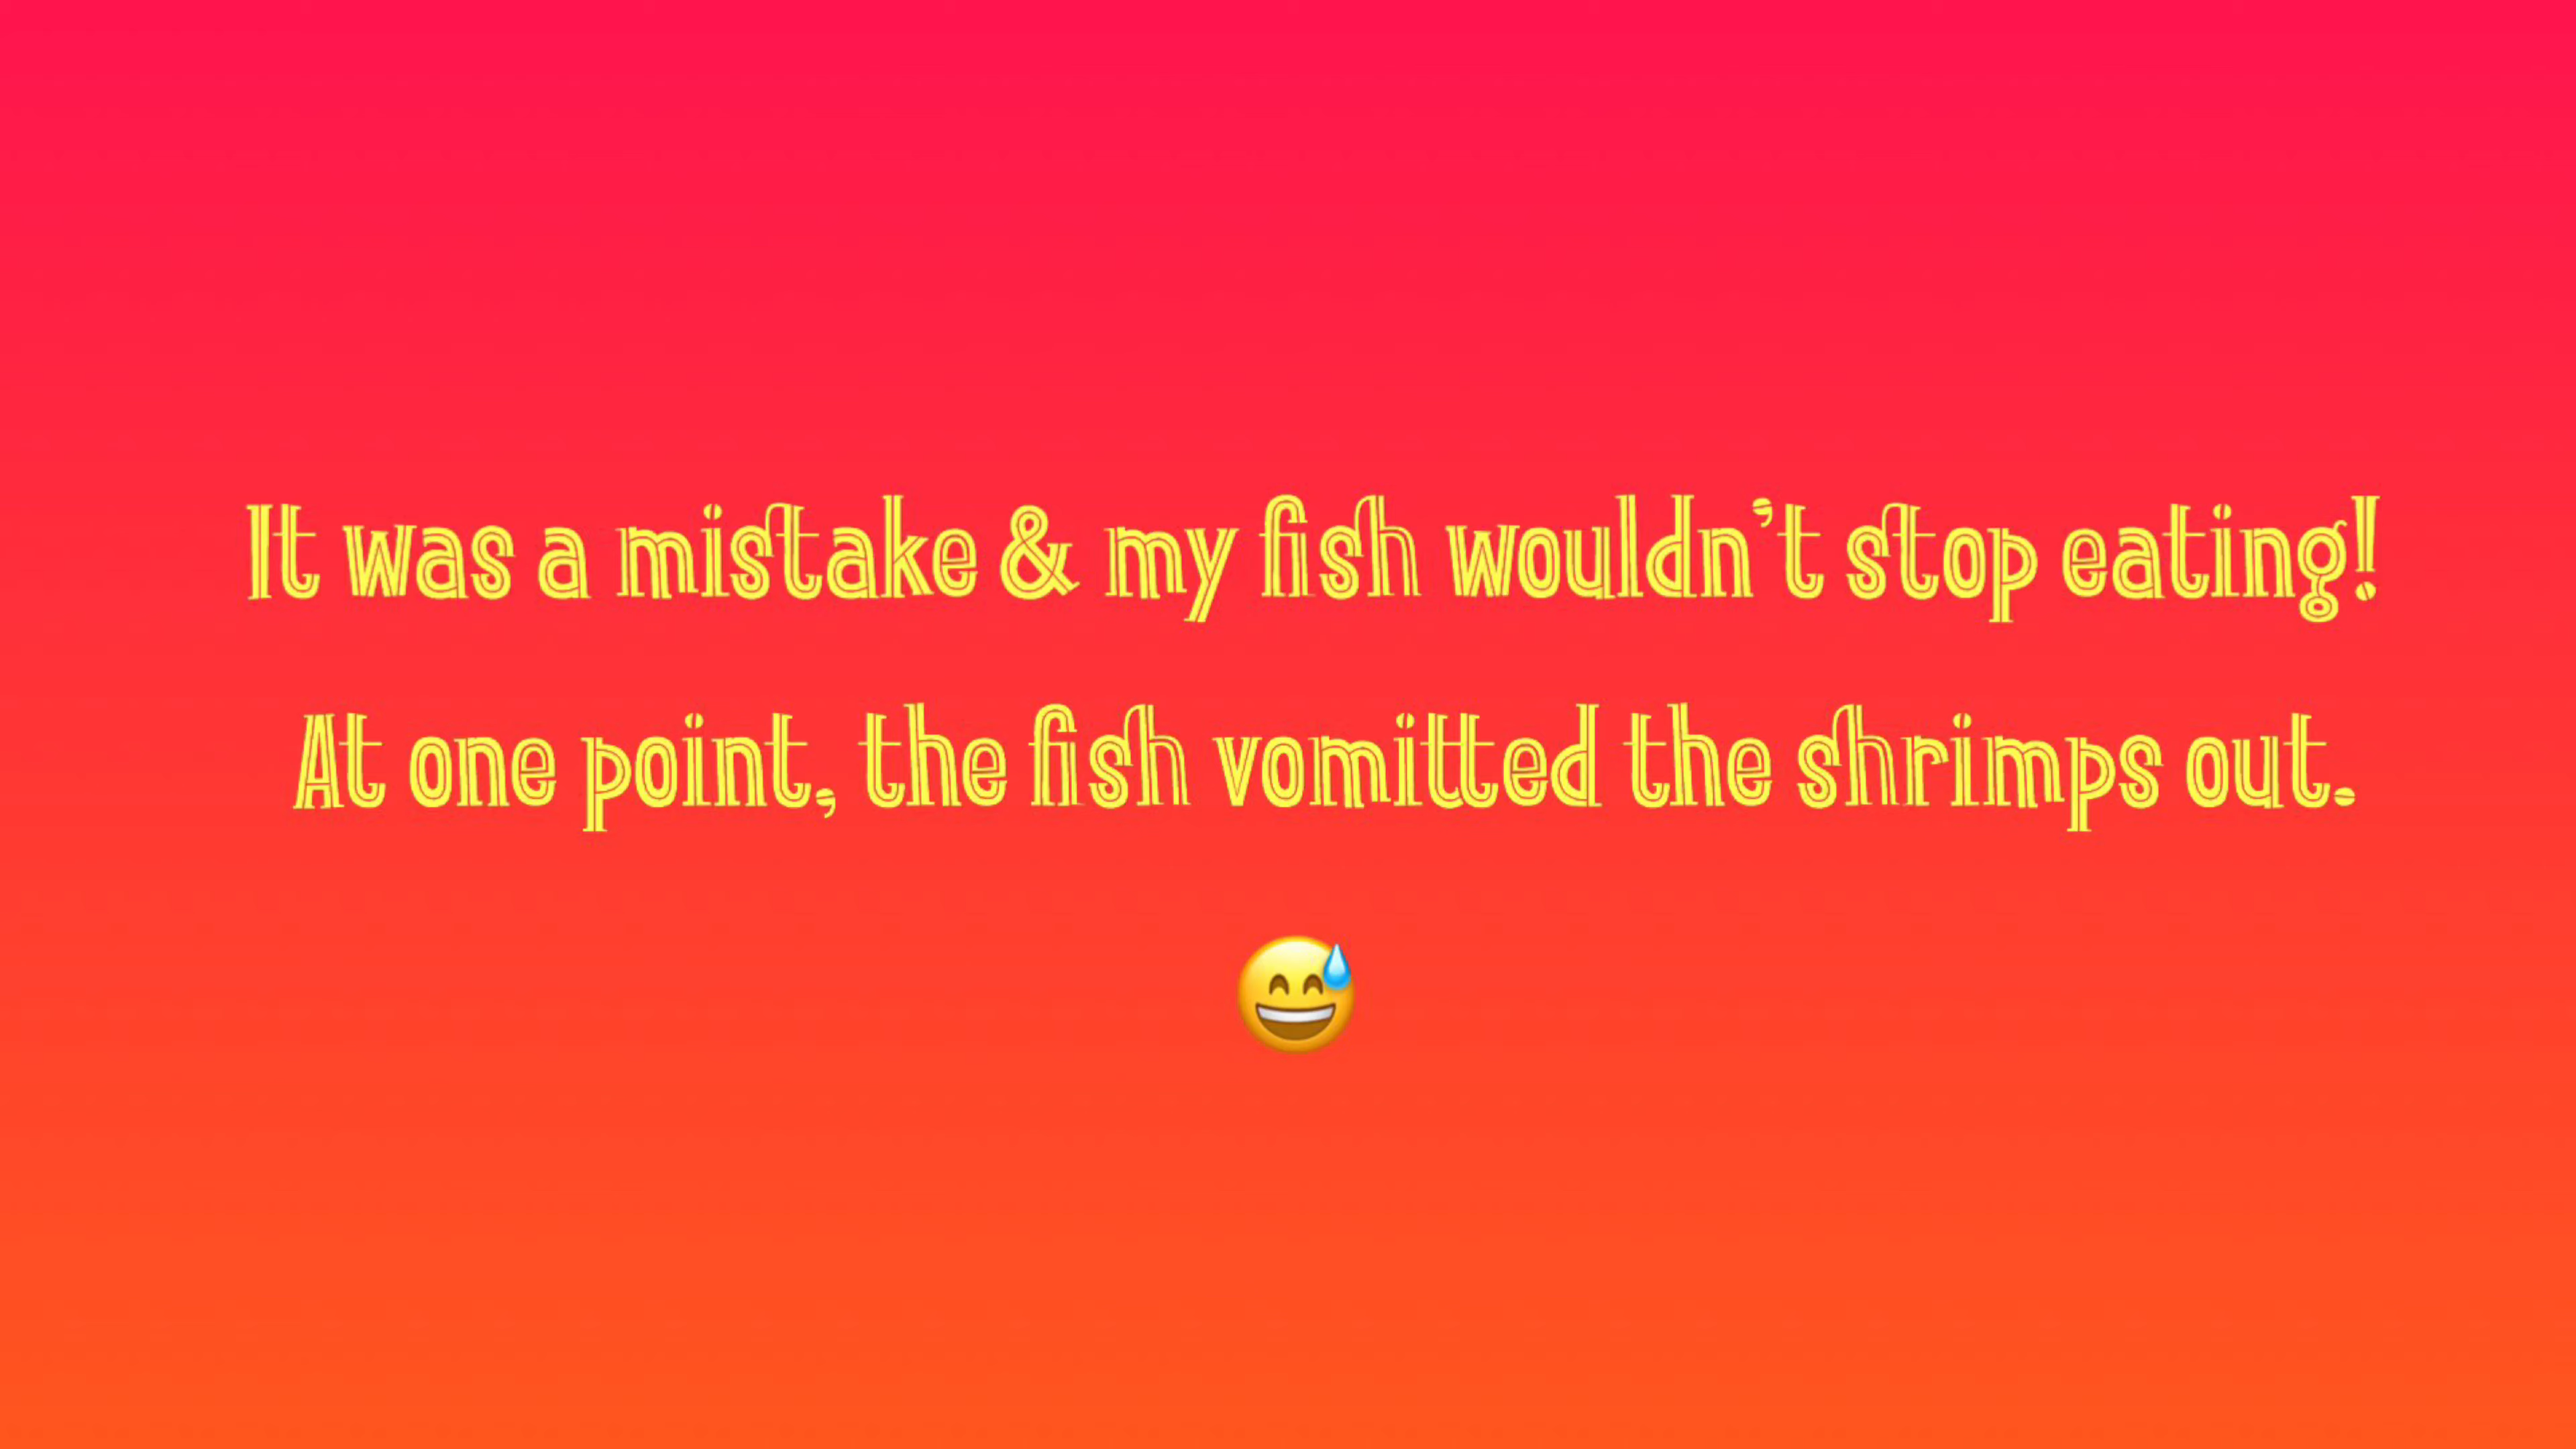 It was a mistake & my fish wouldn’t stop eating!
At one point, the fish vomitted the shrimps out.
😅